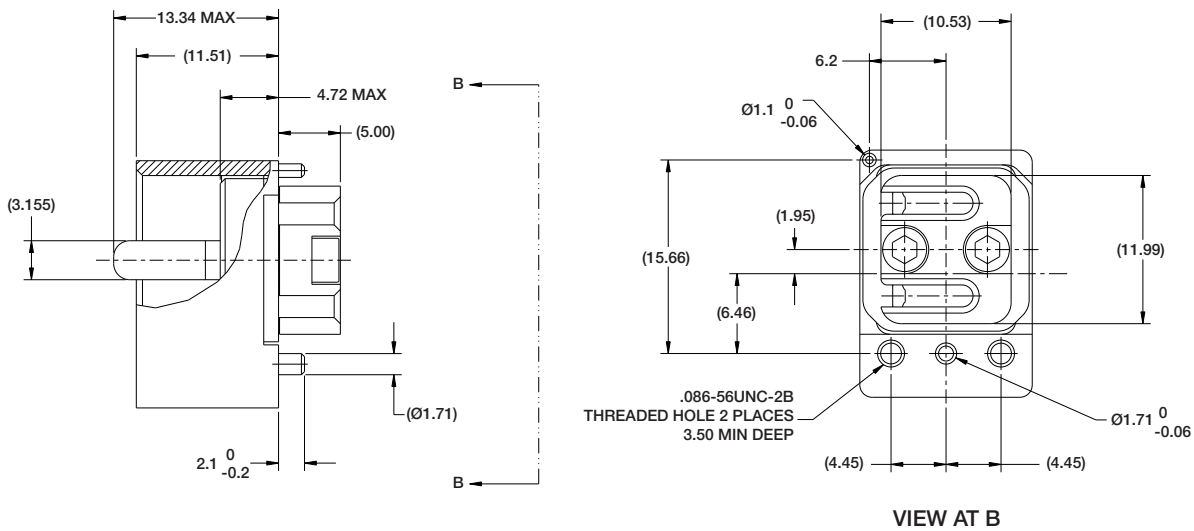 13.34 MAX
(11.51)
4.72 MAX
(5.00)
(3.155)
(Ø1.71)
2.1 0
-0.2
B
B
(10.53)
6.2
Ø1.1 0
-0.06
(1.95)
(15.66)
(11.99)
(6.46)
.086-56UNC-2B
THREADED HOLE 2 PLACES
3.50 MIN DEEP
Ø1.71 0
-0.06
(4.45)
(4.45)
VIEW AT B